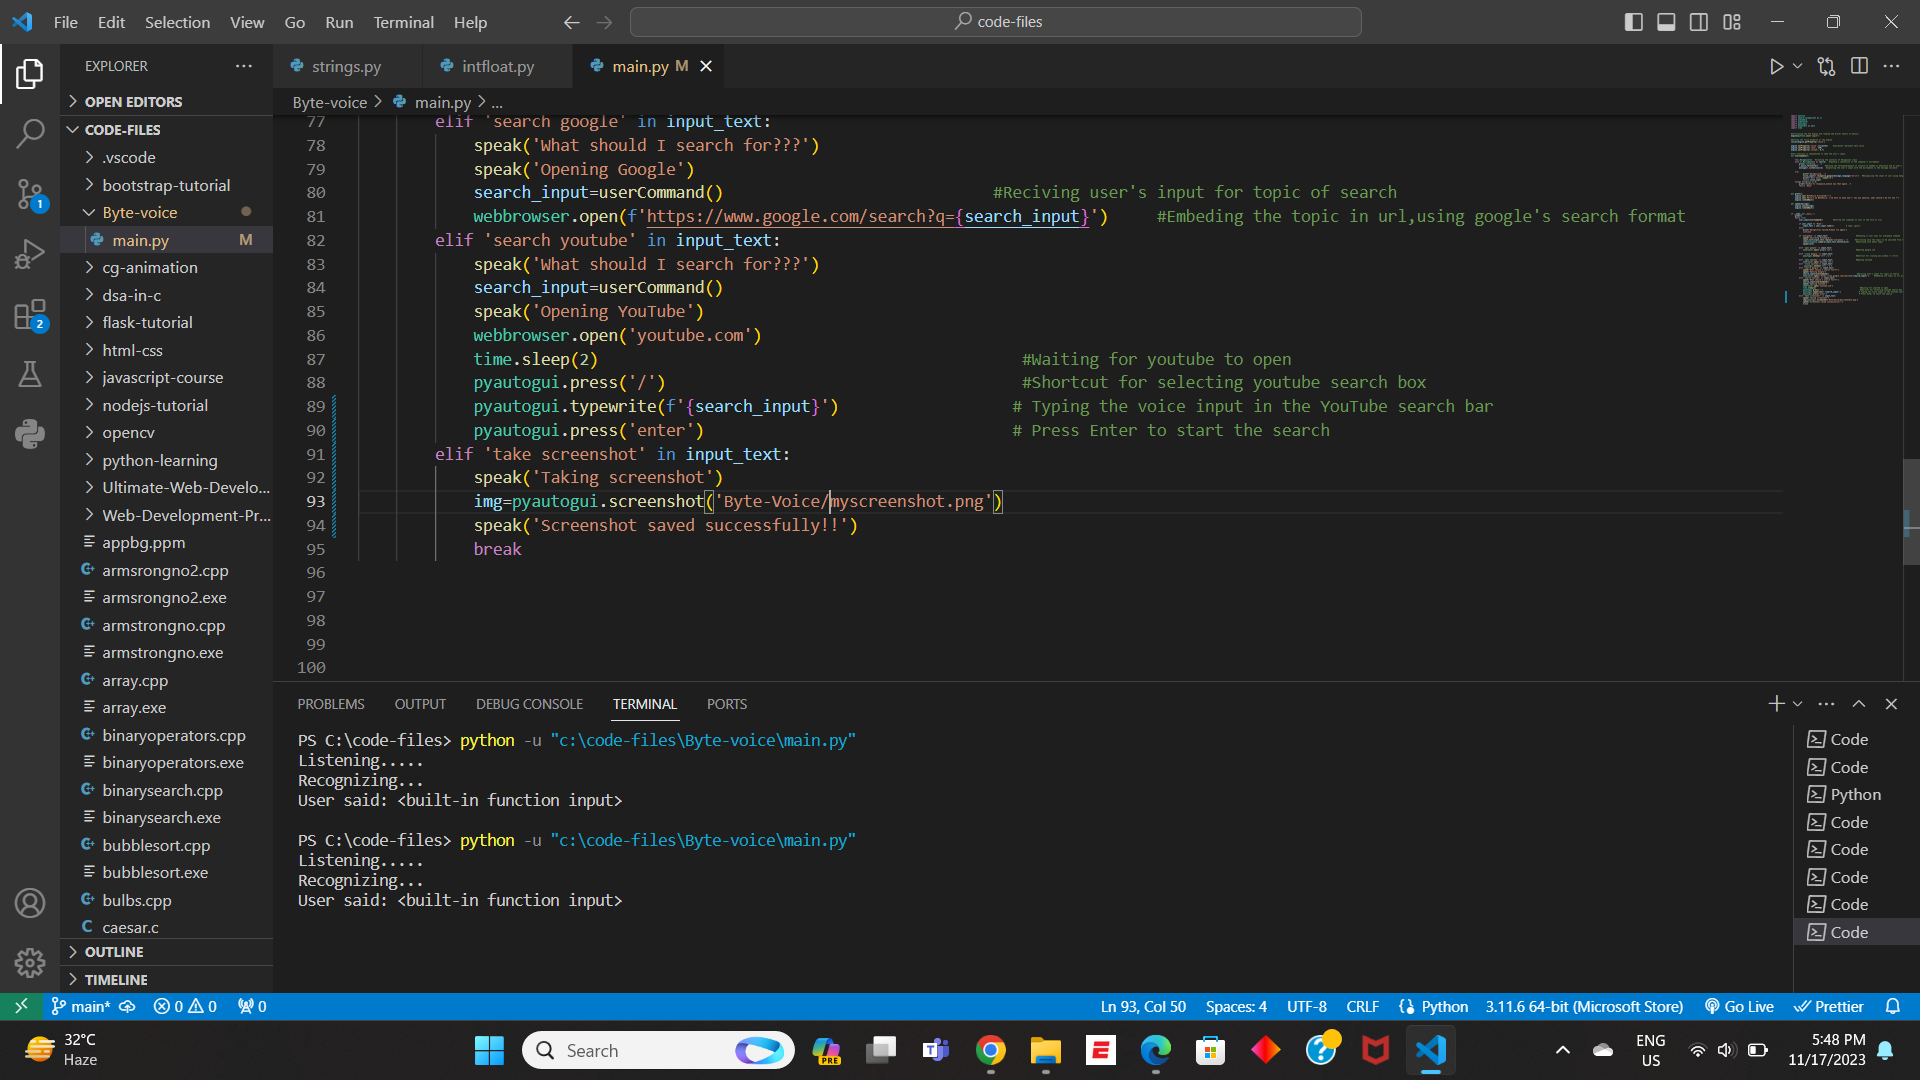 File Edit Selection View Go Run Terminal Help
code-files
EXPLORER
OPEN EDITORS
CODE-FILES
.vscode
bootstrap-tutorial
Byte-voice
main.py M
cg-animation
dsa-in-c
flask-tutorial
html-css
javascript-course
nodejs-tutorial
opencv
python-learning
Ultimate-Web-Develo...
Web-Development-Pr...
appbg.ppm
armsrongno2.cpp
armsrongno2.exe
armstrongno.cpp
armstrongno.exe
array.cpp
array.exe
binaryoperators.cpp
binaryoperators.exe
binarysearch.cpp
binarysearch.exe
bubblesort.cpp
bubblesort.exe
bulbs.cpp
caesar.c
OUTLINE
TIMELINE
1
2
strings.py intfloat.py main.py M
Byte-voice > main.py > ...
77 elif 'search google' in input_text:
78 speak('What should I search for???')
79 speak('Opening Google')
80 search_input=userCommand() #Reciving user's input for topic of search
81 webbrowser.open(f'https://www.google.com/search?q={search_input}') #Embeding the topic in url,using google's search format
82 elif 'search youtube' in input_text:
83 speak('What should I search for???')
84 search_input=userCommand()
85 speak('Opening YouTube')
86 webbrowser.open('youtube.com')
87 time.sleep(2) #Waiting for youtube to open
88 pyautogui.press('/') #Shortcut for selecting youtube search box
89 pyautogui.typewrite(f'{search_input}') # Typing the voice input in the YouTube search bar
90 pyautogui.press('enter') # Press Enter to start the search
91 elif 'take screenshot' in input_text:
92 speak('Taking screenshot')
93 img=pyautogui.screenshot('Byte-Voice/myscreenshot.png')
94 speak('Screenshot saved successfully!!')
95 break
96
97
98
99
100
PROBLEMS OUTPUT DEBUG CONSOLE TERMINAL PORTS
PS C:\code-files> python -u "c:\code-files\Byte-voice\main.py"
Listening.....
Recognizing...
User said: <built-in function input>
PS C:\code-files> python -u "c:\code-files\Byte-voice\main.py"
Listening.....
Recognizing...
User said: <built-in function input>
Code
Code
Python
Code
Code
Code
Code
Code
main* 0 0 0 Ln 93, Col 50 Spaces: 4 UTF-8 CRLF Python 3.11.6 64-bit (Microsoft Store) Go Live Prettier
32°C
Haze
Search
PRE
ENG
US
5:48 PM
11/17/2023